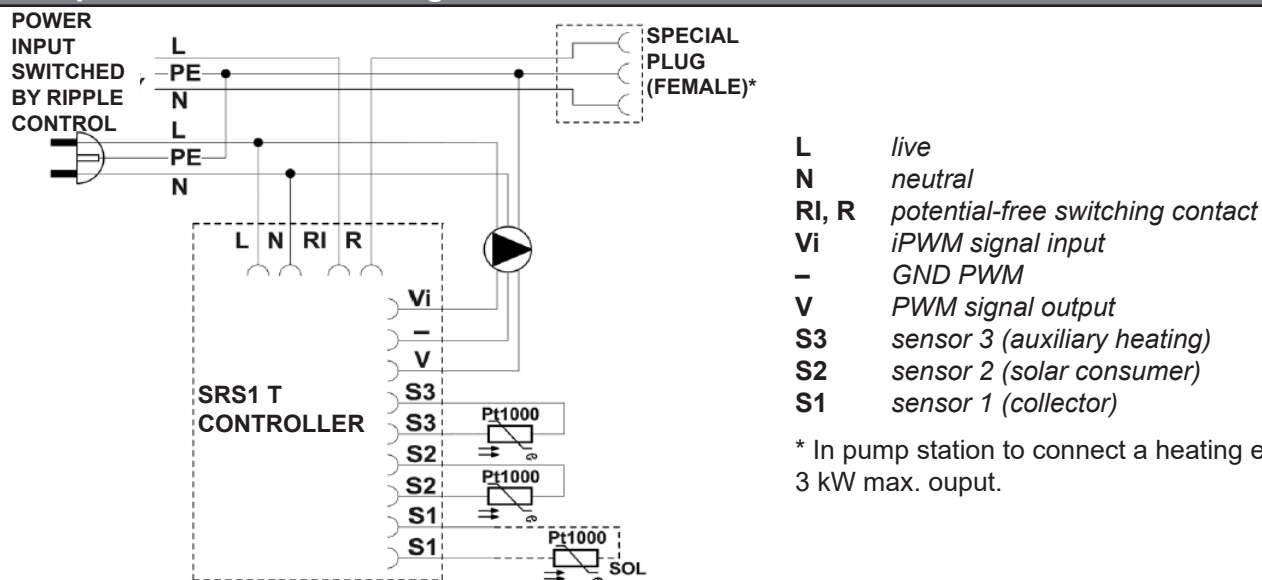 POWER
INPUT
SWITCHED
BY RIPPLE
CONTROL
L
PE
N
L
PE
N
SPECIAL
PLUG
(FEMALE)*
L N RI R
Vi
–
V
S3
S3
S2
S2
S1
S1
SRS1 T
CONTROLLER
Pt1000
Pt1000
Pt1000
SOL
L live
N neutral
RI, R potential-free switching contact
Vi iPWM signal input
– GND PWM
V PWM signal output
S3 sensor 3 (auxiliary heating)
S2 sensor 2 (solar consumer)
S1 sensor 1 (collector)
* In pump station to connect a heating
3 kW max. ouput.